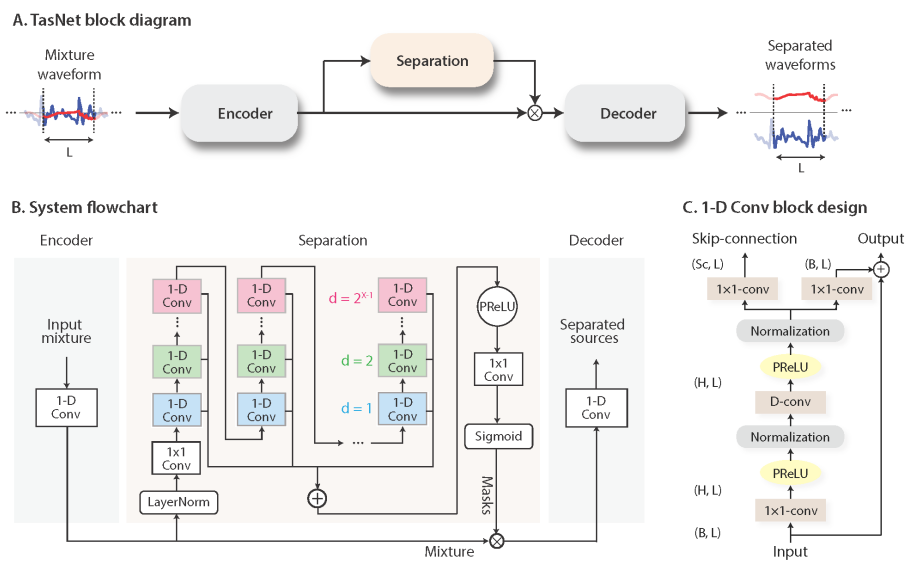 A. TasNet block diagram
Mixture
waveform
L
Encoder
Separation
Decoder
Separated
waveforms
L
B. System flowchart
Encoder
Separation
Decoder
Input
mixture
1-D
Conv
1-D
Conv
1-D
Conv
1-D
Conv
1x1
Conv
LayerNorm
1-D
Conv
1-D
Conv
1-D
Conv
d = 2^X-1
d = 2
d = 1
...
1-D
Conv
1-D
Conv
1-D
Conv
PReLU
1x1
Conv
Sigmoid
Masks
Mixture
Separated
sources
1-D
Conv
C. 1-D Conv block design
Skip-connection
Output
(Sc, L)
(B, L)
1×1-conv
1×1-conv
Normalization
PReLU
(H, L)
D-conv
Normalization
PReLU
(H, L)
1×1-conv
(B, L)
Input